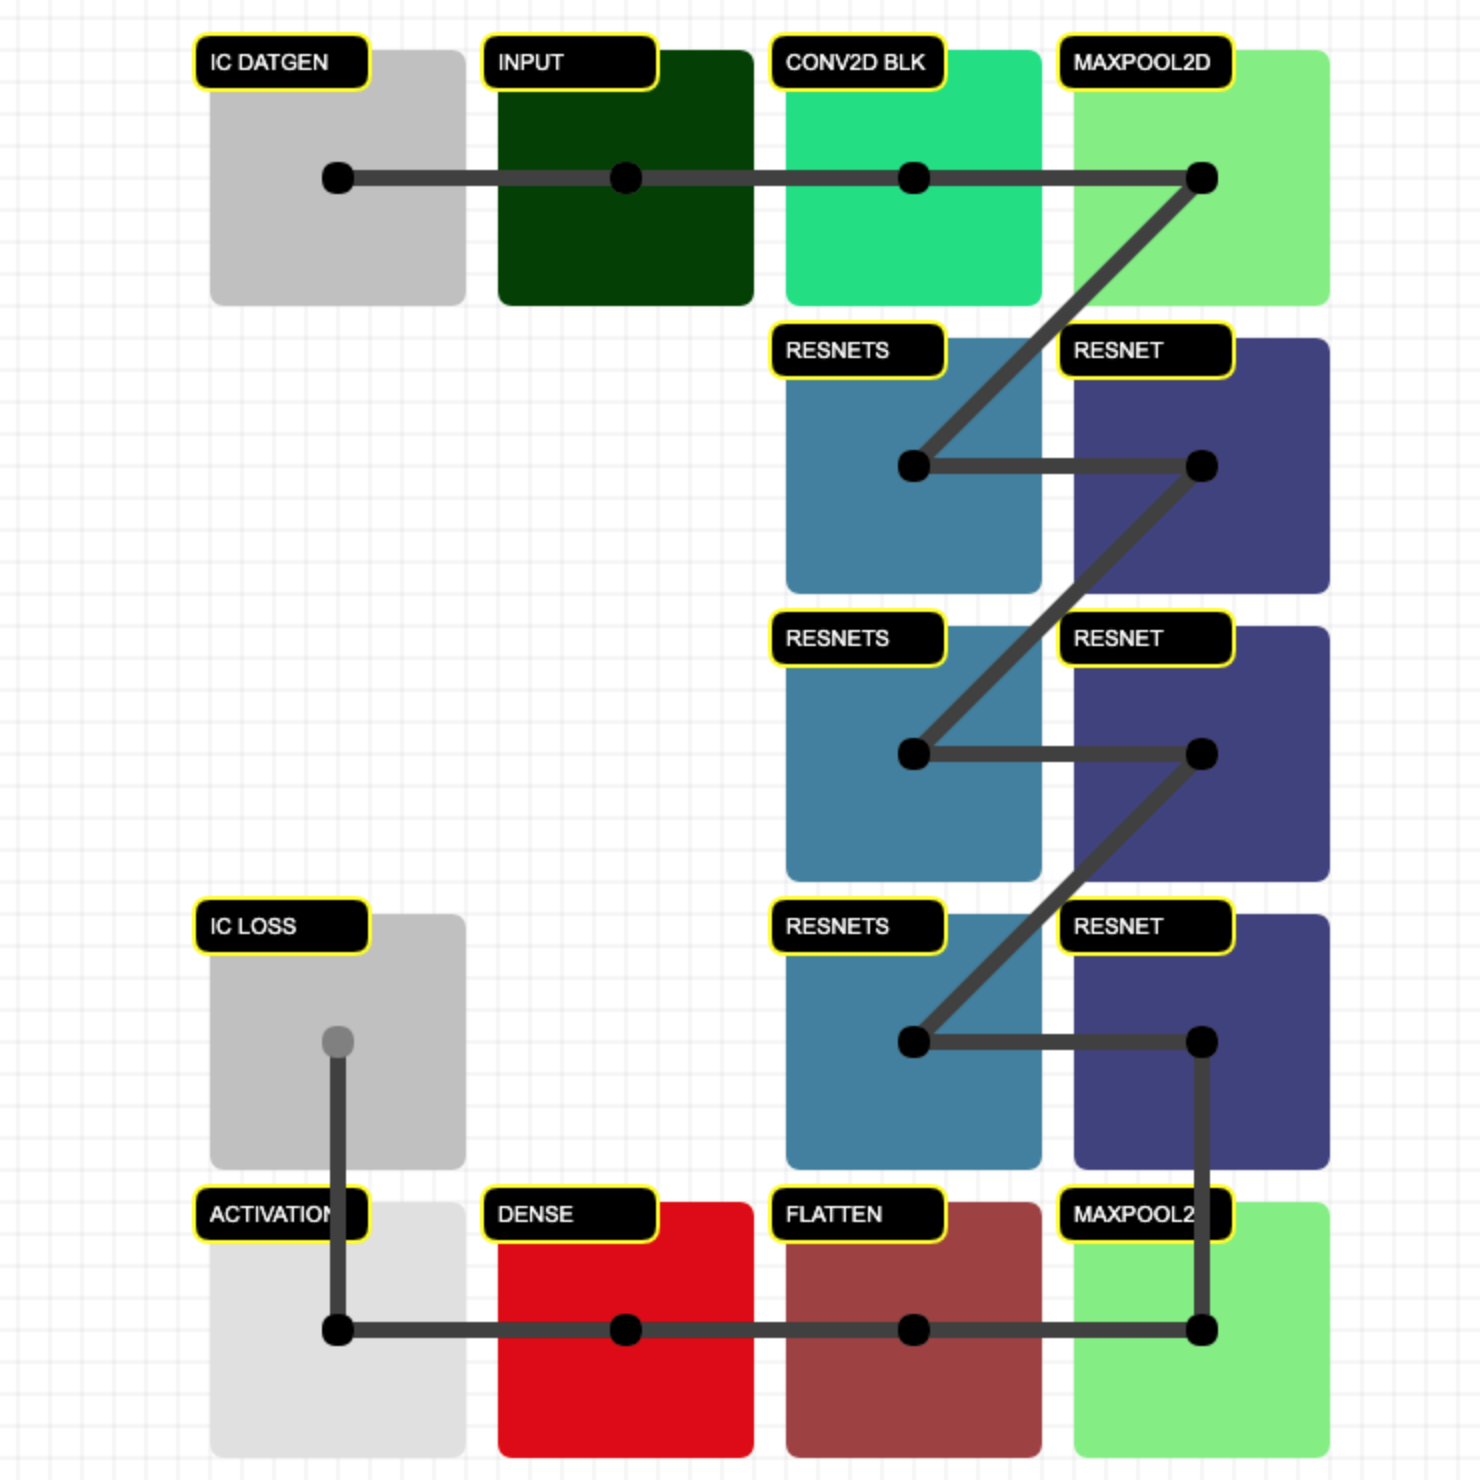 IC DATGEN
INPUT
CONV2D BLK
MAXPOOL2D
RESNETS
RESNET
RESNETS
RESNET
IC LOSS
RESNETS
RESNET
ACTIVATION
DENSE
FLATTEN
MAXPOOL2